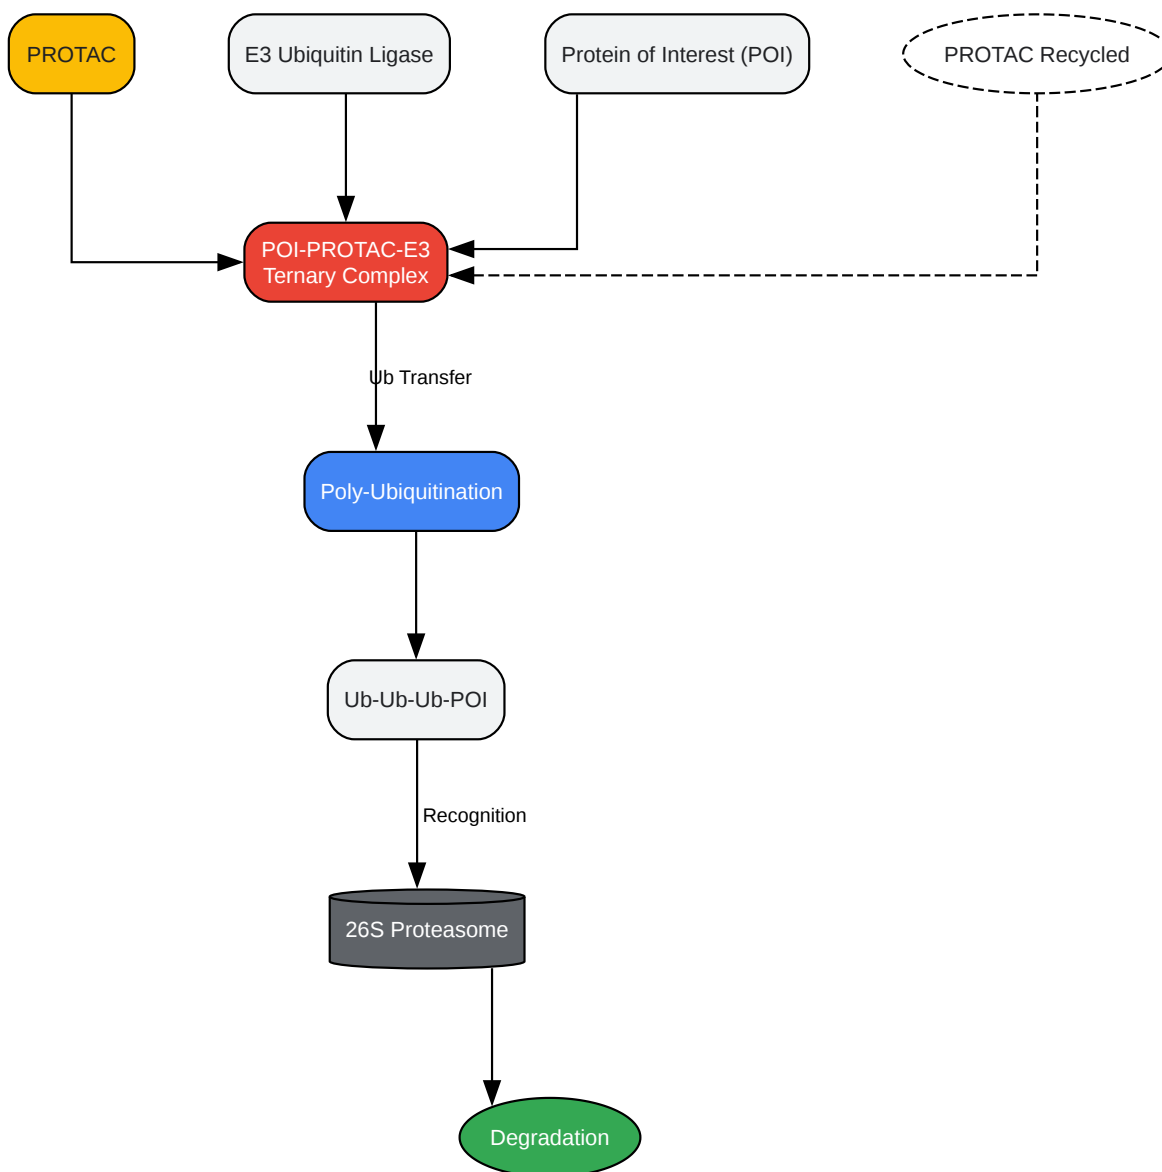 PROTAC
E3 Ubiquitin Ligase
Protein of Interest (POI)
PROTAC Recycled
POI-PROTAC-E3
Ternary Complex
Ub Transfer
Poly-Ubiquitination
Ub-Ub-Ub-POI
Recognition
26S Proteasome
Degradation